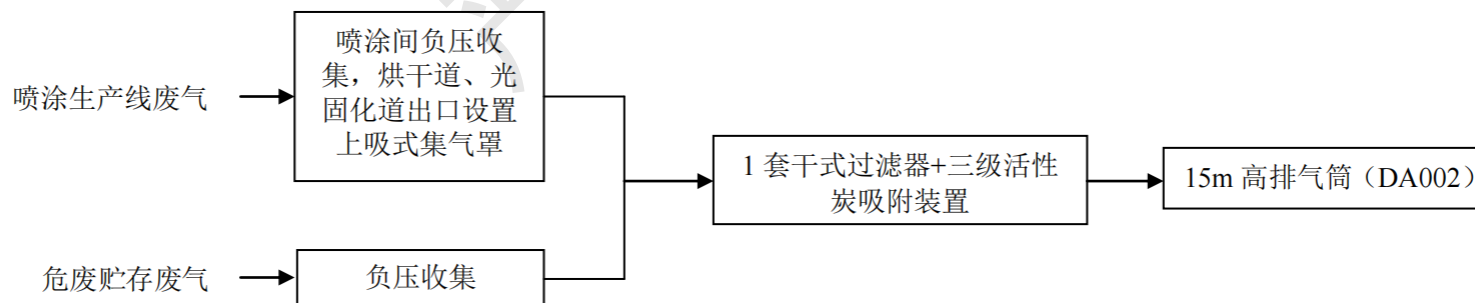 喷涂生产线废气
喷涂间负压收
集，烘干道、光
固化道出口设置
上吸式集气罩
1 套干式过滤器+三级活性
炭吸附装置
15m 高排气筒（DA002）
危废贮存废气
负压收集